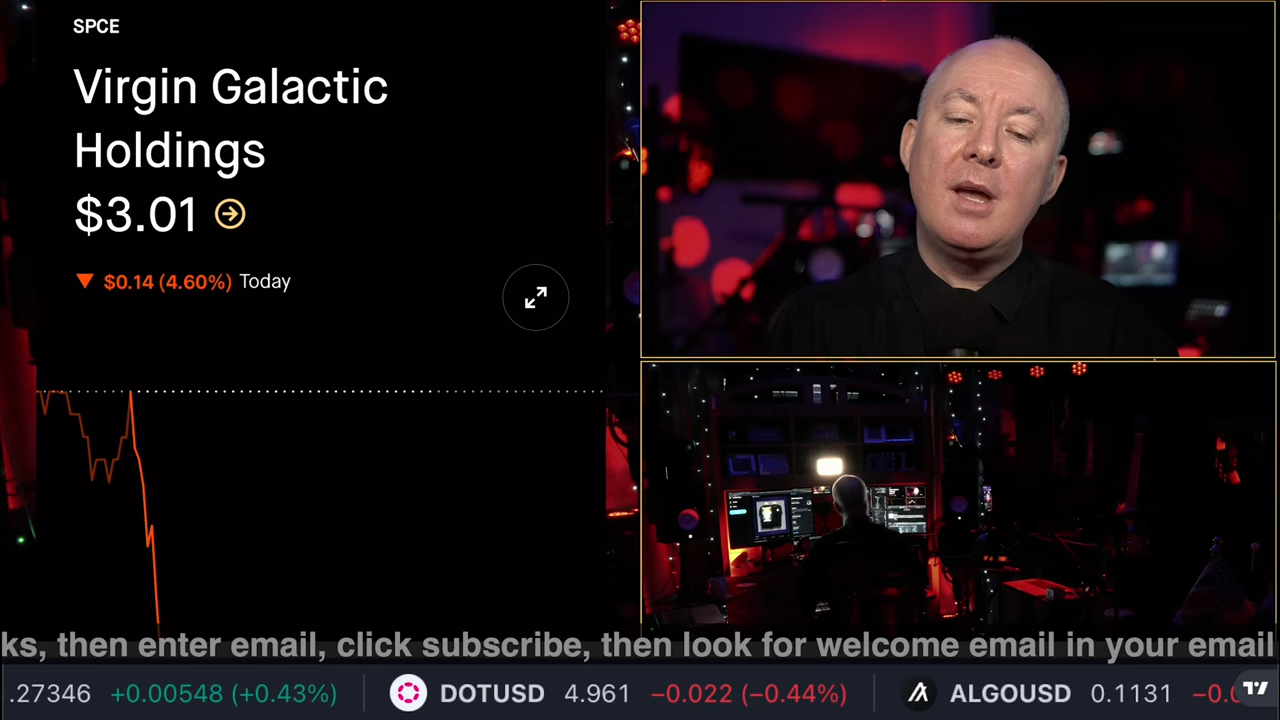 SPCE
Virgin Galactic
Holdings
$3.01
$0.14 (4.60%) Today
ks, then enter email, click subscribe, then look for welcome email in your email
.27346 +0.00548 (+0.43%) DOTUSD 4.961 −0.022 (−0.44%) ALGOUSD 0.1131